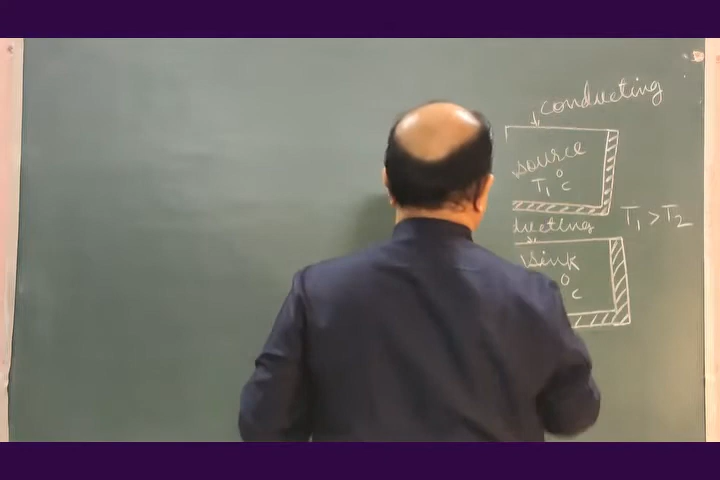 conducting
source
T₁ °c
T₁ > T₂
ducting
sink
°c